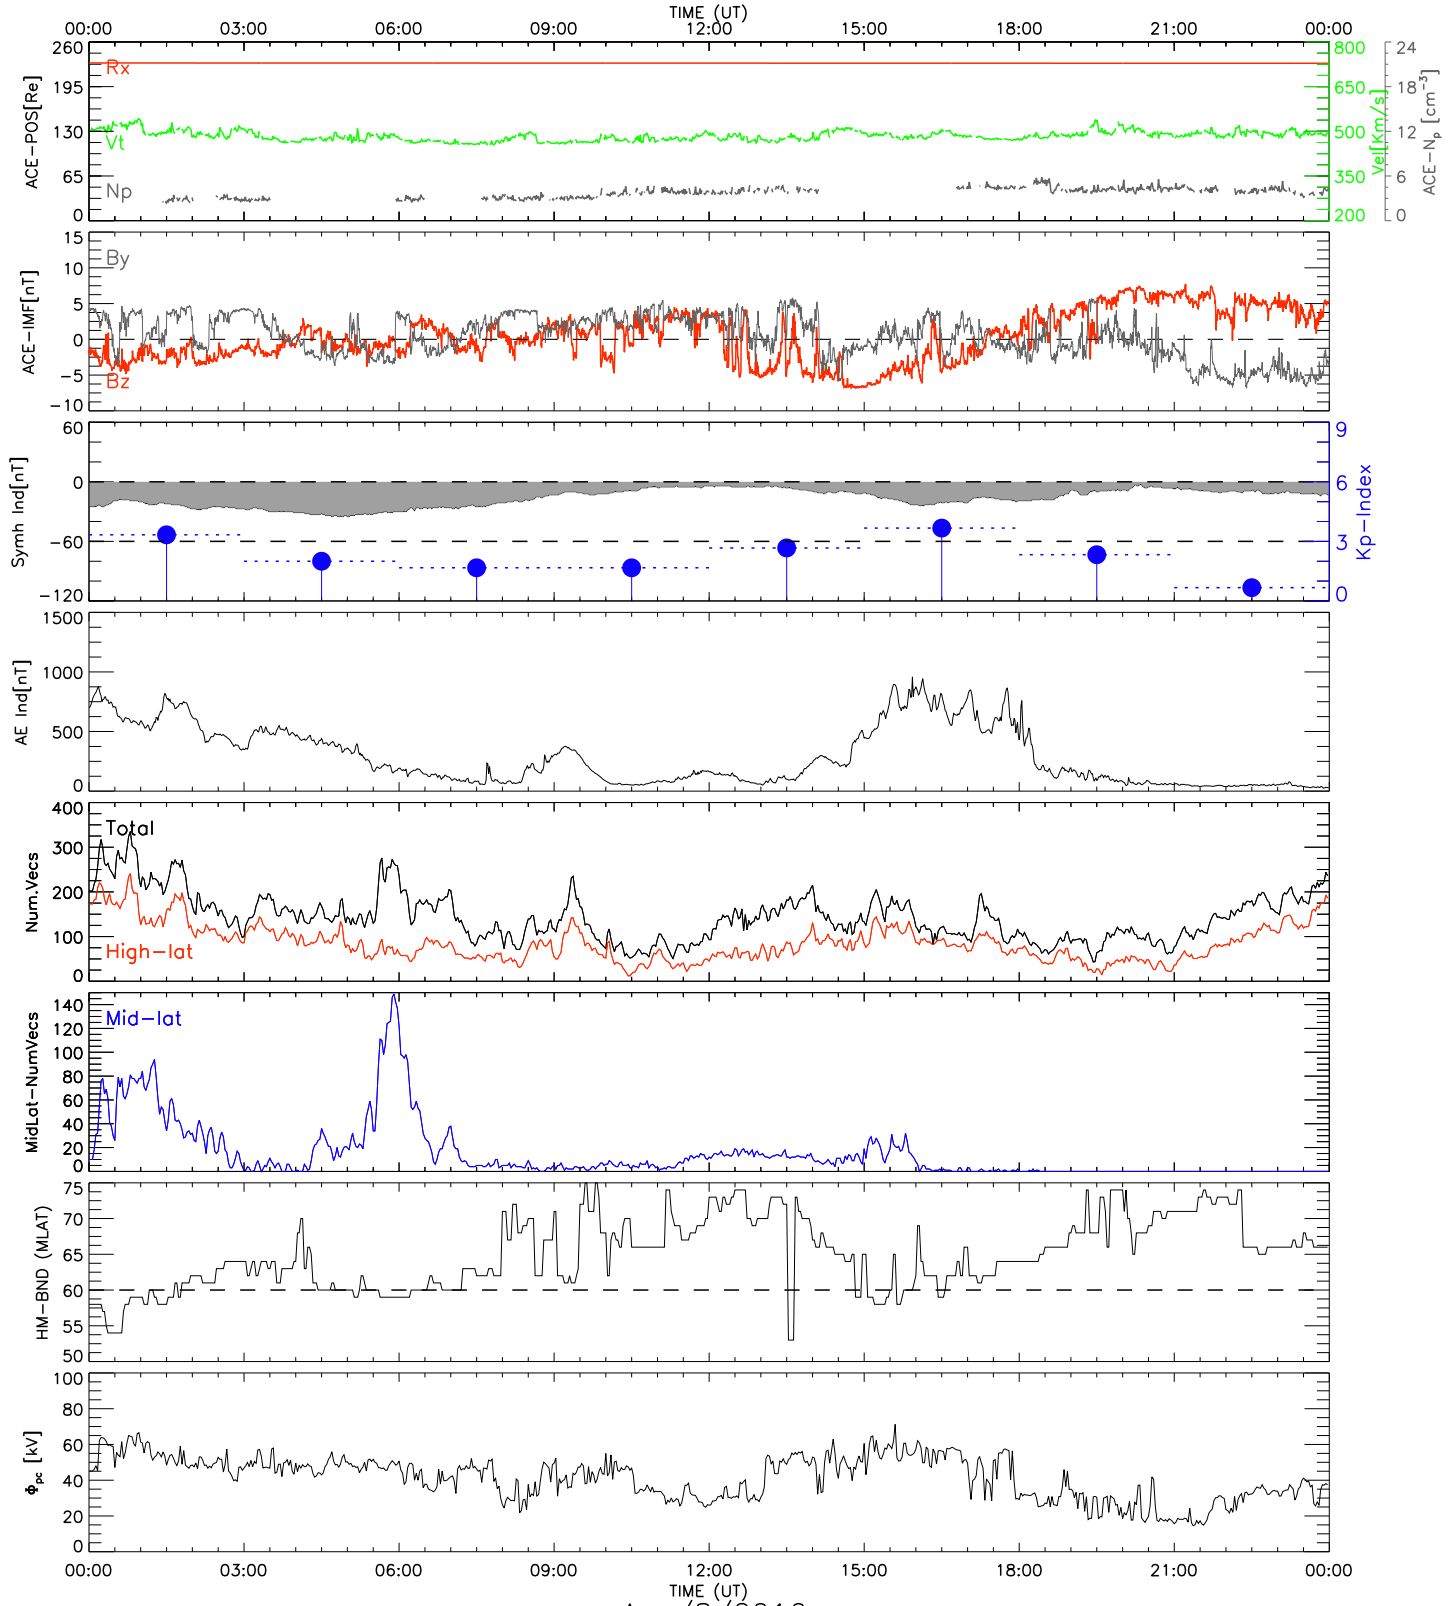 TIME (UT)
00:00 03:00 06:00 09:00 12:00 15:00 18:00 21:00 00:00
ACE-POS[Re]
260
195
130
65
0
Rx
Vt
Np
800
650
500
350
200
Vel[Km/s]
24
18
12
6
0
ACE-Np [cm⁻³]
ACE-IMF[nT]
15
10
5
0
-5
-10
By
Bz
Symh Ind[nT]
60
0
-60
-120
9
6
3
0
Kp-Index
AE Ind[nT]
1500
1000
500
0
Num.Vecs
400
300
200
100
0
Total
High-lat
MidLat-NumVecs
140
120
100
80
60
40
20
0
Mid-lat
HM-BND (MLAT)
75
70
65
60
55
50
Φpc [kV]
100
80
60
40
20
0
00:00 03:00 06:00 09:00 12:00 15:00 18:00 21:00 00:00
TIME (UT)